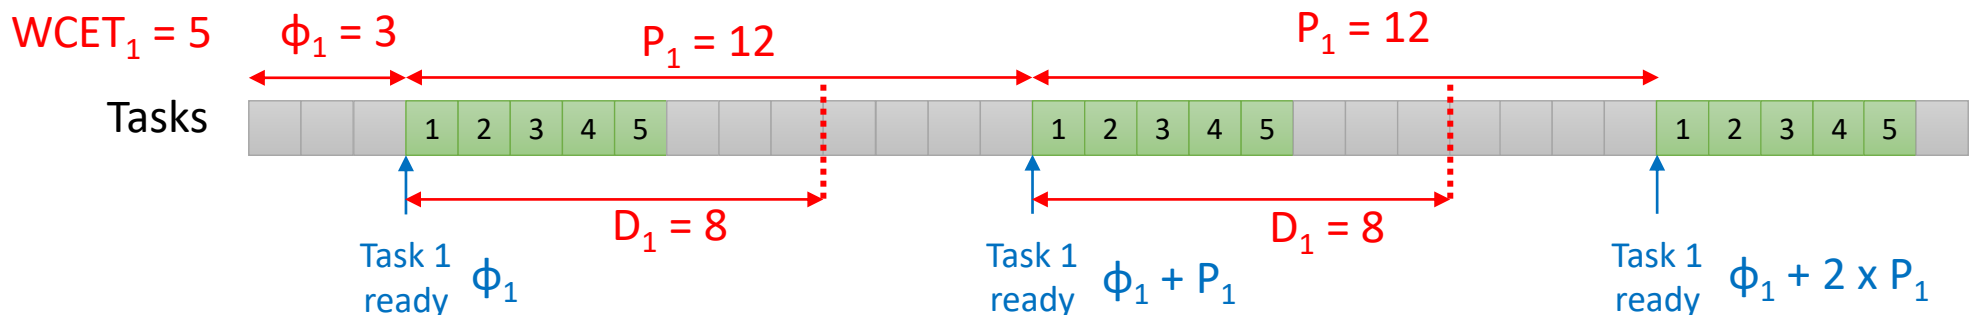 WCET₁ = 5
ϕ₁ = 3
P₁ = 12
P₁ = 12
Tasks
1 2 3 4 5
1 2 3 4 5
1 2 3 4 5
D₁ = 8
D₁ = 8
Task 1
ready
ϕ₁
Task 1
ready
ϕ₁ + P₁
Task 1
ready
ϕ₁ + 2 x P₁